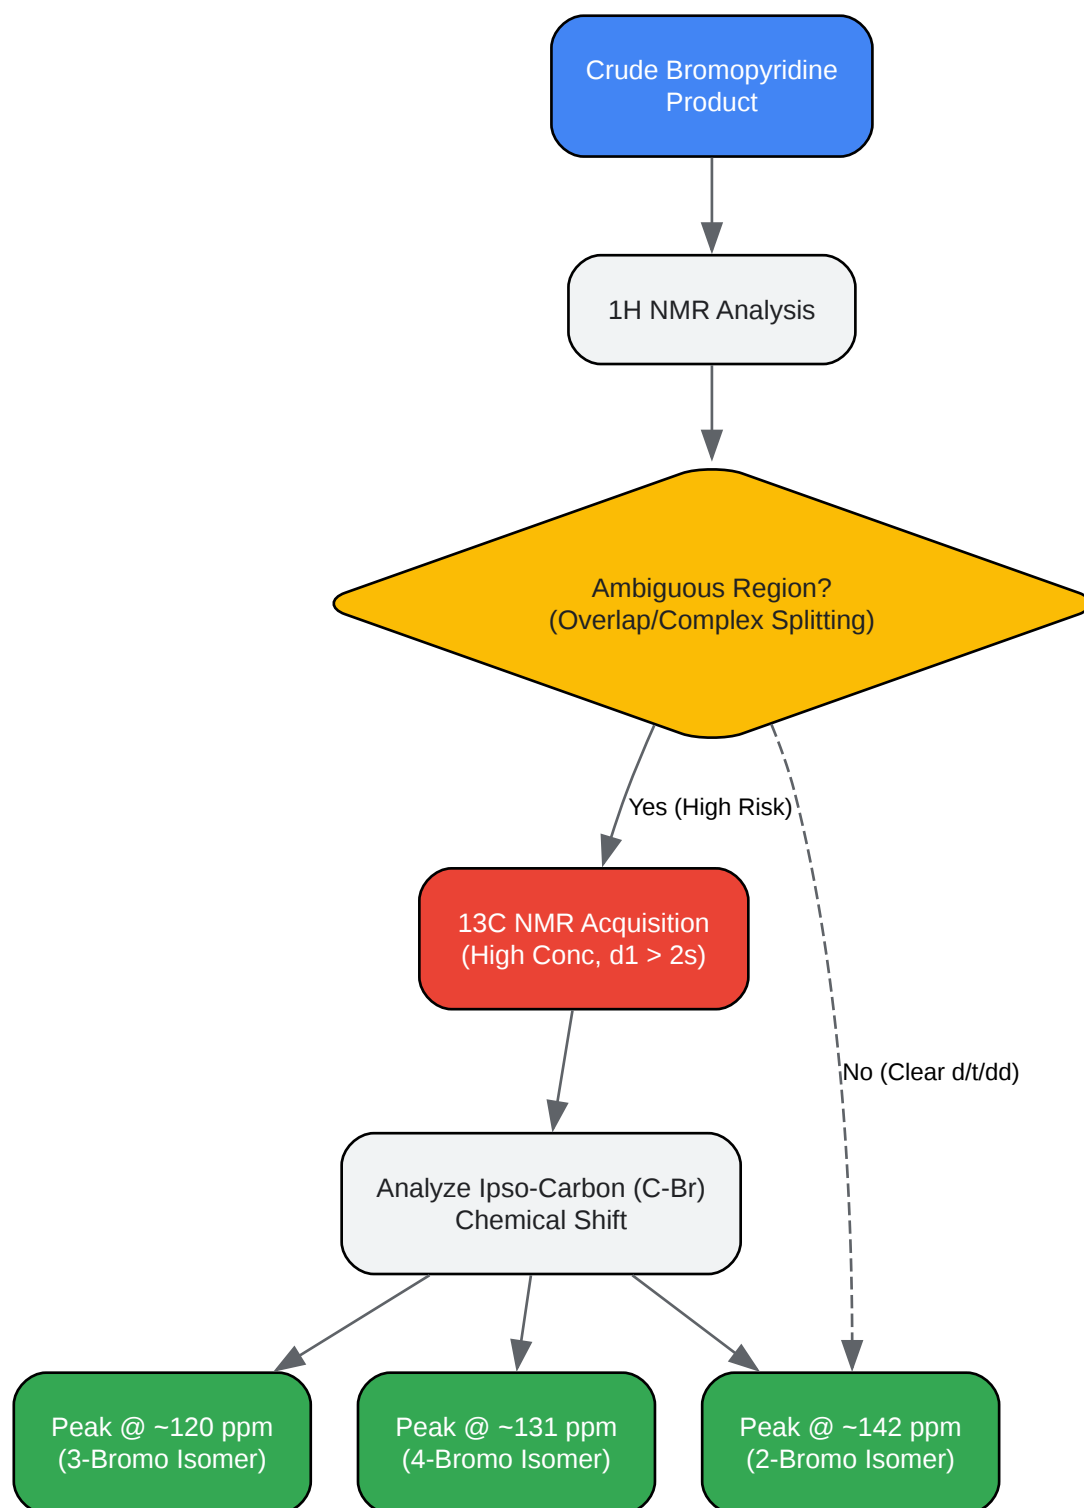 Crude Bromopyridine
Product
1H NMR Analysis
Ambiguous Region?
(Overlap/Complex Splitting)
Yes (High Risk)
13C NMR Acquisition
(High Conc, d1 > 2s)
No (Clear d/t/dd)
Analyze Ipso-Carbon (C-Br)
Chemical Shift
Peak @ ~120 ppm
(3-Bromo Isomer)
Peak @ ~131 ppm
(4-Bromo Isomer)
Peak @ ~142 ppm
(2-Bromo Isomer)